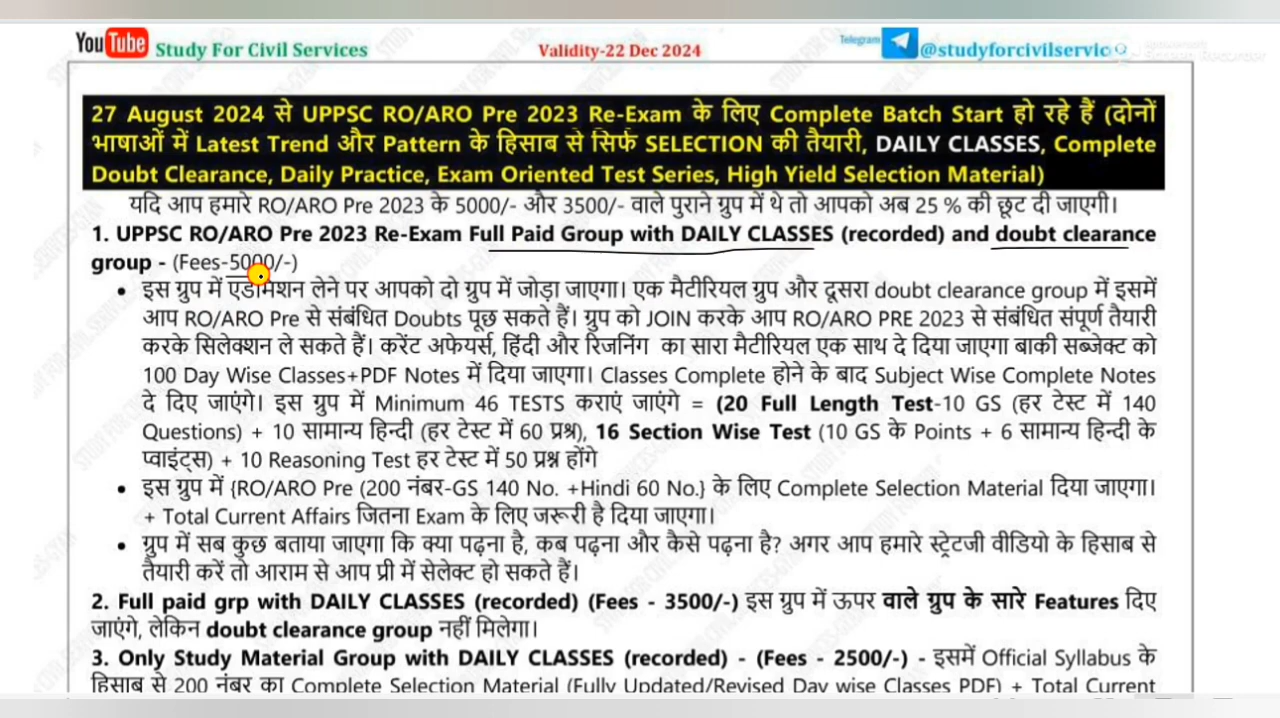 YouTube Study For Civil Services Validity-22 Dec 2024 Telegram @studyforcivilservic
27 August 2024 से UPPSC RO/ARO Pre 2023 Re-Exam के लिए Complete Batch Start हो रहे हैं (दोनों
भाषाओं में Latest Trend और Pattern के हिसाब से सिर्फ SELECTION की तैयारी, DAILY CLASSES, Complete
Doubt Clearance, Daily Practice, Exam Oriented Test Series, High Yield Selection Material)
यदि आप हमारे RO/ARO Pre 2023 के 5000/- और 3500/- वाले पुराने ग्रुप में थे तो आपको अब 25 % की छूट दी जाएगी।
1. UPPSC RO/ARO Pre 2023 Re-Exam Full Paid Group with DAILY CLASSES (recorded) and doubt clearance
group - (Fees-5000/-)
• इस ग्रुप में एडमिशन लेने पर आपको दो ग्रुप में जोड़ा जाएगा। एक मैटीरियल ग्रुप और दूसरा doubt clearance group में इसमें
आप RO/ARO Pre से संबंधित Doubts पूछ सकते हैं। ग्रुप को JOIN करके आप RO/ARO PRE 2023 से संबंधित संपूर्ण तैयारी
करके सिलेक्शन ले सकते हैं। करेंट अफेयर्स, हिंदी और रिजनिंग का सारा मैटीरियल एक साथ दे दिया जाएगा बाकी सब्जेक्ट को
100 Day Wise Classes+PDF Notes में दिया जाएगा। Classes Complete होने के बाद Subject Wise Complete Notes
दे दिए जाएंगे। इस ग्रुप में Minimum 46 TESTS कराएं जाएंगे = (20 Full Length Test-10 GS (हर टेस्ट में 140
Questions) + 10 सामान्य हिन्दी (हर टेस्ट में 60 प्रश्न), 16 Section Wise Test (10 GS के Points + 6 सामान्य हिन्दी के
प्वाइंट्स) + 10 Reasoning Test हर टेस्ट में 50 प्रश्न होंगे
• इस ग्रुप में {RO/ARO Pre (200 नंबर-GS 140 No. +Hindi 60 No.} के लिए Complete Selection Material दिया जाएगा।
+ Total Current Affairs जितना Exam के लिए जरूरी है दिया जाएगा।
• ग्रुप में सब कुछ बताया जाएगा कि क्या पढ़ना है, कब पढ़ना और कैसे पढ़ना है? अगर आप हमारे स्ट्रेटजी वीडियो के हिसाब से
तैयारी करें तो आराम से आप प्री में सेलेक्ट हो सकते हैं।
2. Full paid grp with DAILY CLASSES (recorded) (Fees - 3500/-) इस ग्रुप में ऊपर वाले ग्रुप के सारे Features दिए
जाएंगे, लेकिन doubt clearance group नहीं मिलेगा।
3. Only Study Material Group with DAILY CLASSES (recorded) - (Fees - 2500/-) - इसमें Official Syllabus के
हिसाब से 200 नंबर का Complete Selection Material (Fully Updated/Revised Day wise Classes PDF) + Total Current